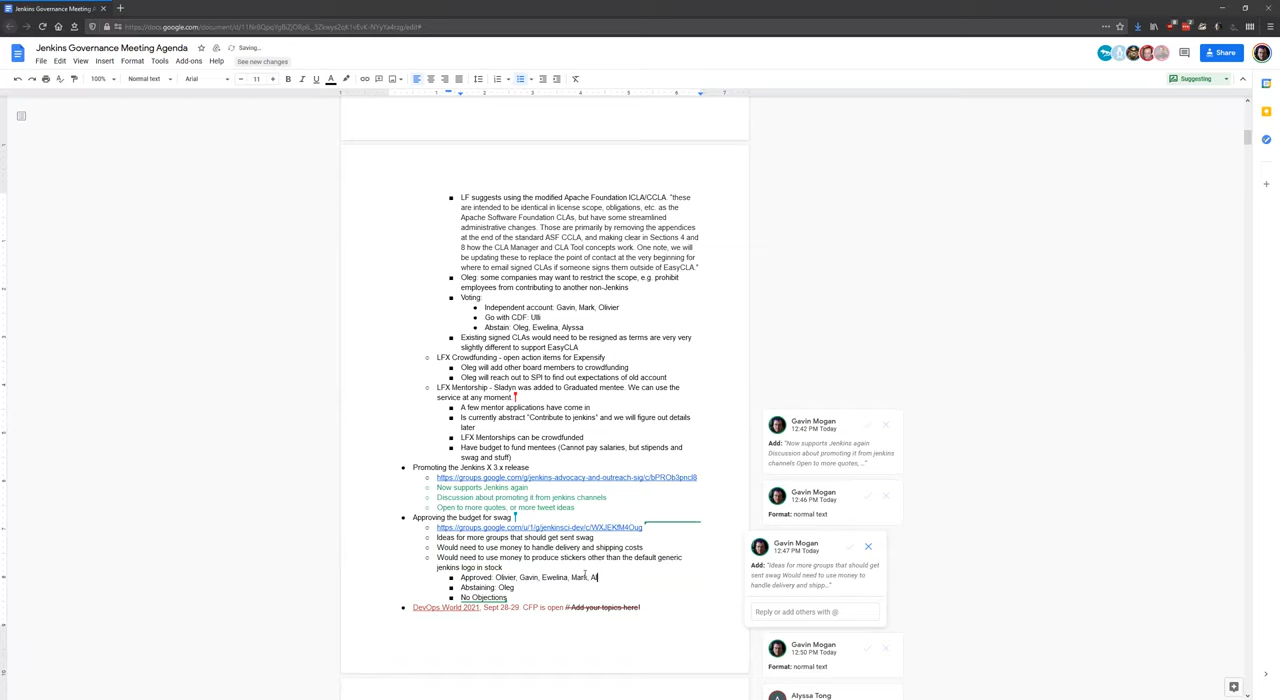 Jenkins Governance Meeting A
Jenkins Governance Meeting Agenda
Saving...
File Edit View Insert Format Tools Add-ons Help See new changes
Share
100% Normal text Arial 11
Suggesting
LF suggests using the modified Apache Foundation ICLA/CCLA. "these
are intended to be identical in license scope, obligations, etc. as the
Apache Software Foundation CLAs, but have some streamlined
administrative changes. Those are primarily by removing the appendices
at the end of the standard ASF CCLA, and making clear in Sections 4 and
8 how the CLA Manager and CLA Tool concepts work. One note, we will
be updating these to replace the point of contact at the very beginning for
where to email signed CLAs if someone signs them outside of EasyCLA."
Oleg: some companies may want to restrict the scope, e.g. prohibit
employees from contributing to another non-Jenkins
Voting:
Independent account: Gavin, Mark, Olivier
Go with CDF: Ulli
Abstain: Oleg, Ewelina, Alyssa
Existing signed CLAs would need to be resigned as terms are very very
slightly different to support EasyCLA
LFX Crowdfunding - open action items for Expensify
Oleg will add other board members to crowdfunding
Oleg will reach out to SPI to find out expectations of old account
LFX Mentorship - Sladyn was added to Graduated mentee. We can use the
service at any moment.
A few mentor applications have come in
Is currently abstract "Contribute to jenkins" and we will figure out details
later
LFX Mentorships can be crowdfunded
Have budget to fund mentees (Cannot pay salaries, but stipends and
swag and stuff)
Promoting the Jenkins X 3.x release
Now supports Jenkins again
Discussion about promoting it from jenkins channels
Open to more quotes, or more tweet ideas
Approving the budget for swag
https://groups.google.com/u/1/g/jenkinsci-dev/c/WXJEKfM4Oug
Ideas for more groups that should get sent swag
Would need to use money to handle delivery and shipping costs
Would need to use money to produce stickers other than the default generic
jenkins logo in stock
Approved: Olivier, Gavin, Ewelina, Mark, Al
Abstaining: Oleg
No Objections
DevOps World 2021, Sept 28-29. CFP is open // Add your topics here!
Gavin Mogan
12:42 PM Today
Add: "Now supports Jenkins again
Discussion about promoting it from jenkins
channels Open to more quotes, ..."
Gavin Mogan
12:46 PM Today
Format: normal text
Gavin Mogan
12:47 PM Today
Add: "Ideas for more groups that should get
sent swag Would need to use money to
handle delivery and shipp..."
Reply or add others with @
Gavin Mogan
12:50 PM Today
Format: normal text
Alyssa Tong